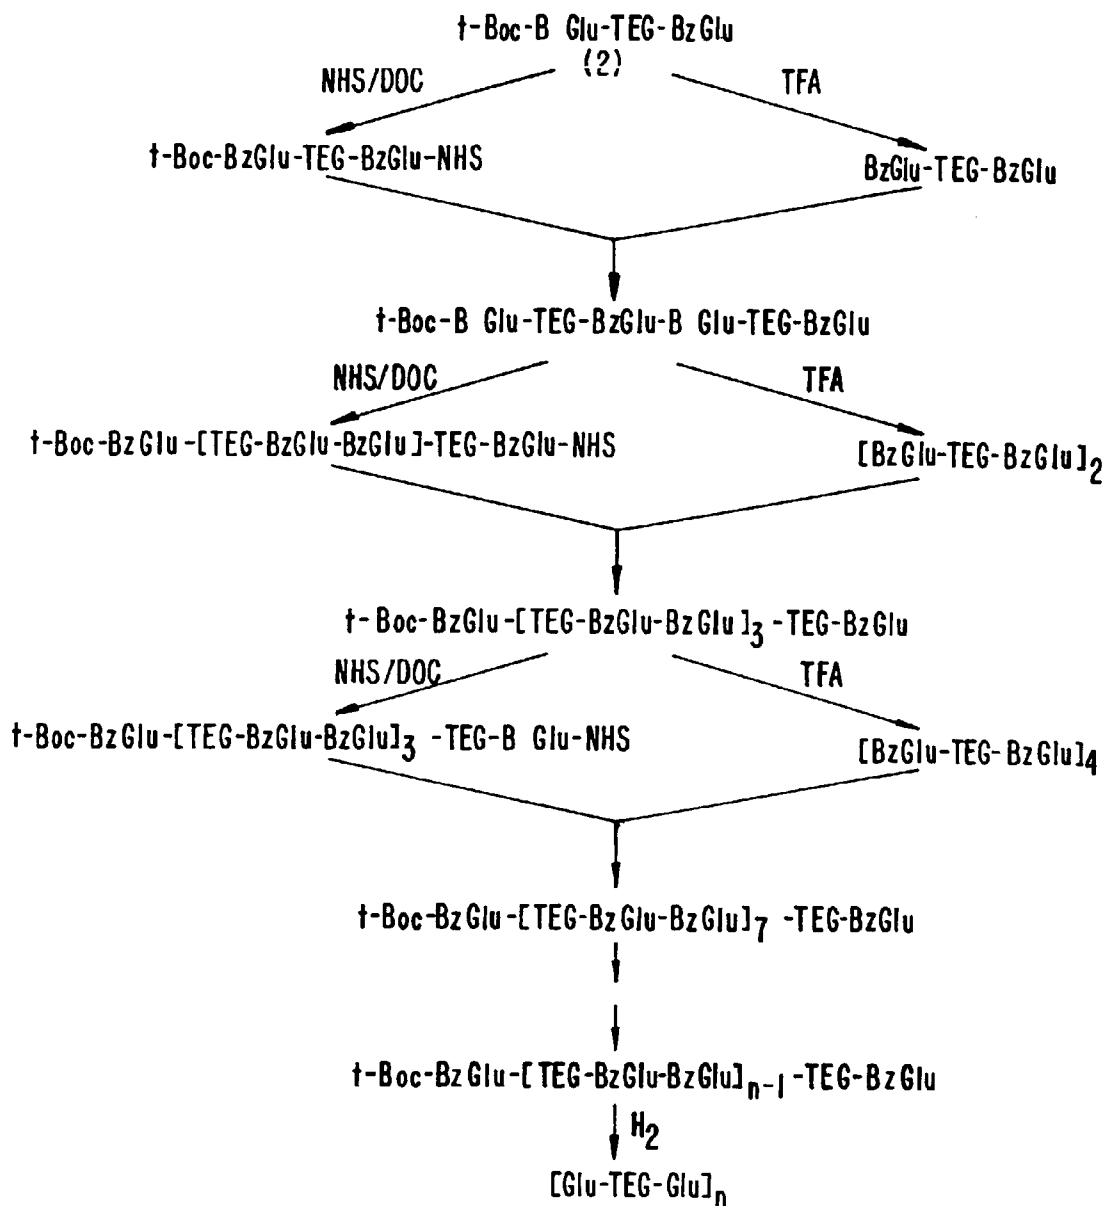 t-Boc-B Glu-TEG-BzGlu
(2)
NHS/DOC TFA
t-Boc-BzGlu-TEG-BzGlu-NHS BzGlu-TEG-BzGlu
t-Boc-B Glu-TEG-BzGlu-B Glu-TEG-BzGlu
NHS/DOC TFA
t-Boc-BzGlu-[TEG-BzGlu-BzGlu]-TEG-BzGlu-NHS [BzGlu-TEG-BzGlu]2
t-Boc-BzGlu-[TEG-BzGlu-BzGlu]3-TEG-BzGlu
NHS/DOC TFA
t-Boc-BzGlu-[TEG-BzGlu-BzGlu]3-TEG-B Glu-NHS [BzGlu-TEG-BzGlu]4
t-Boc-BzGlu-[TEG-BzGlu-BzGlu]7-TEG-BzGlu
t-Boc-BzGlu-[TEG-BzGlu-BzGlu]n-1-TEG-BzGlu
H2
[Glu-TEG-Glu]n